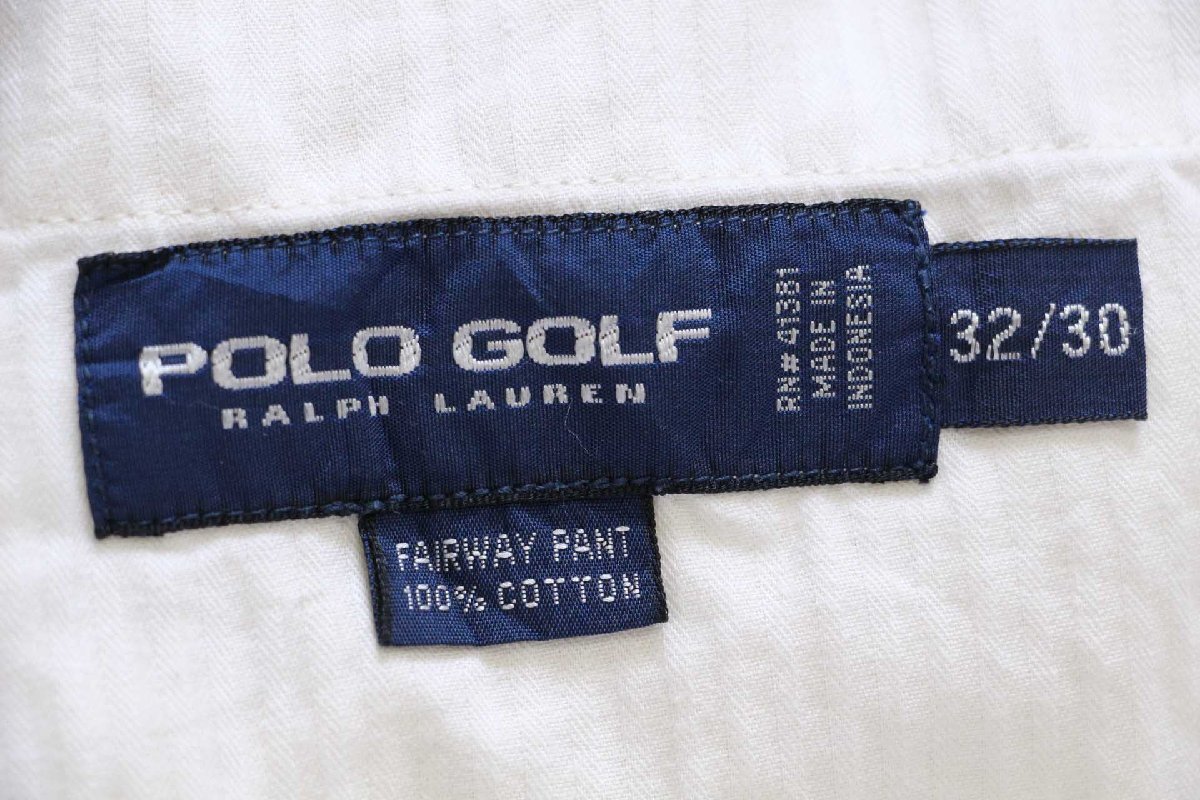 POLO GOLF
RALPH LAUREN
RN#41381
MADE IN
INDONESIA
32/30
FAIRWAY PANT
100% COTTON